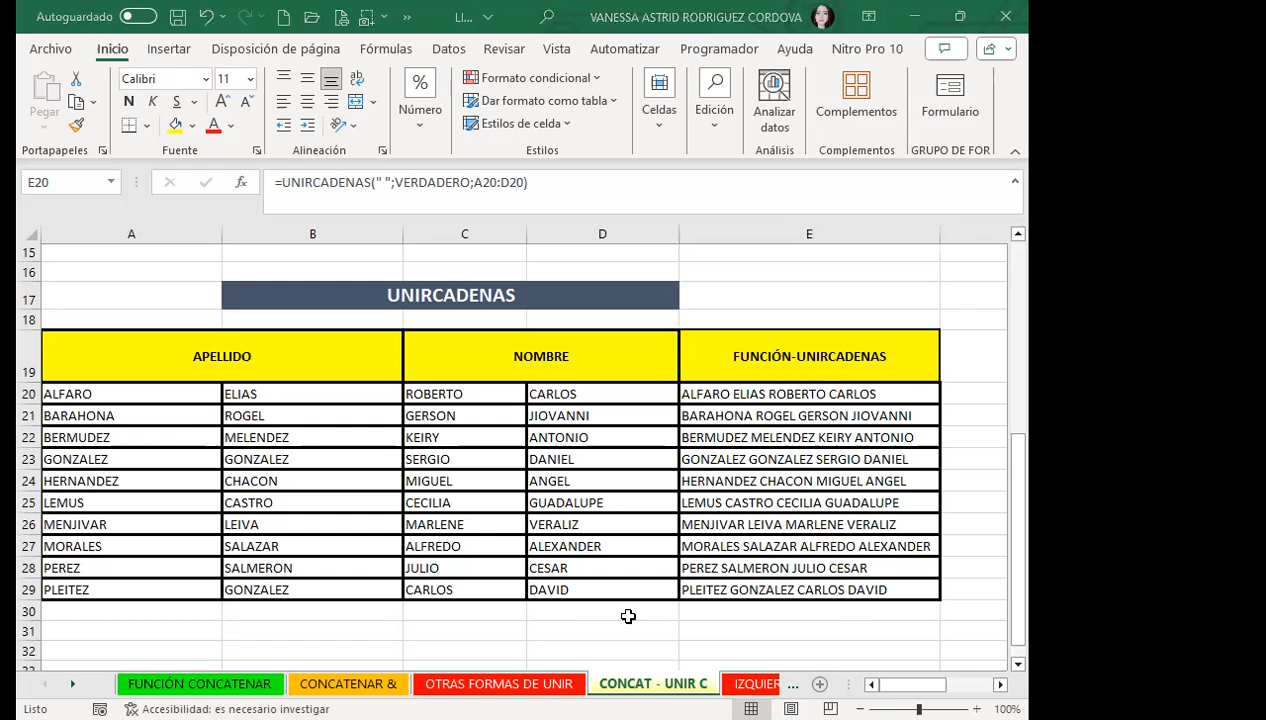 Autoguardado LI... VANESSA ASTRID RODRIGUEZ CORDOVA
Archivo Inicio Insertar Disposición de página Fórmulas Datos Revisar Vista Automatizar Programador Ayuda Nitro Pro 10
Pegar Calibri 11 Número Formato condicional Celdas Edición Analizar datos Complementos Formulario
N K S Dar formato como tabla
Estilos de celda
Portapapeles Fuente Alineación Estilos Análisis Complementos GRUPO DE FOR
E20 fx =UNIRCADENAS(" ";VERDADERO;A20:D20)
A B C D E
15
16
17 UNIRCADENAS
18
19 APELLIDO NOMBRE FUNCIÓN-UNIRCADENAS
20 ALFARO ELIAS ROBERTO CARLOS ALFARO ELIAS ROBERTO CARLOS
21 BARAHONA ROGEL GERSON JIOVANNI BARAHONA ROGEL GERSON JIOVANNI
22 BERMUDEZ MELENDEZ KEIRY ANTONIO BERMUDEZ MELENDEZ KEIRY ANTONIO
23 GONZALEZ GONZALEZ SERGIO DANIEL GONZALEZ GONZALEZ SERGIO DANIEL
24 HERNANDEZ CHACON MIGUEL ANGEL HERNANDEZ CHACON MIGUEL ANGEL
25 LEMUS CASTRO CECILIA GUADALUPE LEMUS CASTRO CECILIA GUADALUPE
26 MENJIVAR LEIVA MARLENE VERALIZ MENJIVAR LEIVA MARLENE VERALIZ
27 MORALES SALAZAR ALFREDO ALEXANDER MORALES SALAZAR ALFREDO ALEXANDER
28 PEREZ SALMERON JULIO CESAR PEREZ SALMERON JULIO CESAR
29 PLEITEZ GONZALEZ CARLOS DAVID PLEITEZ GONZALEZ CARLOS DAVID
30
31
32
FUNCIÓN CONCATENAR CONCATENAR & OTRAS FORMAS DE UNIR CONCAT - UNIR C IZQUIER ...
Listo Accesibilidad: es necesario investigar 100%